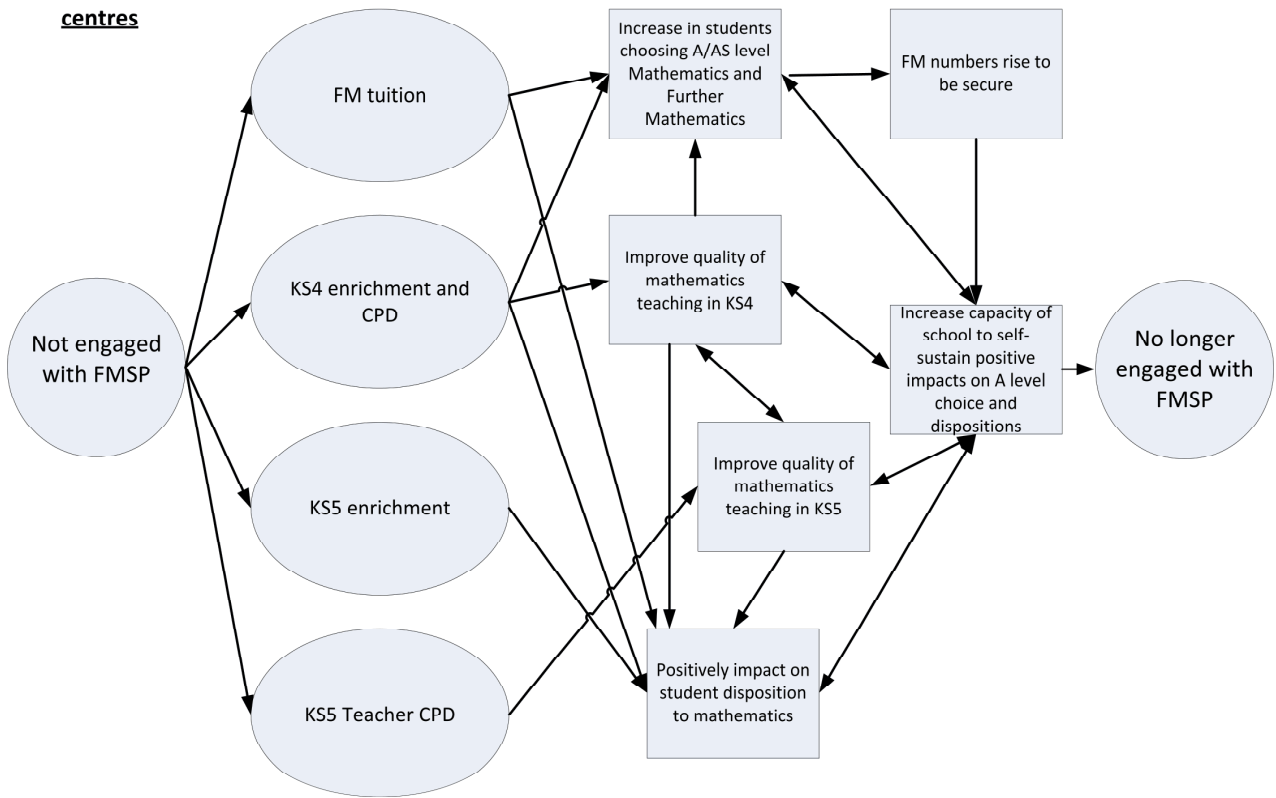 centres
FM tuition
KS4 enrichment and
CPD
Not engaged
with FMSP
KS5 enrichment
KS5 Teacher CPD
Increase in students
choosing A/AS level
Mathematics and
Further
Mathematics
FM numbers rise to
be secure
Improve quality of
mathematics
teaching in KS4
Improve quality of
mathematics
teaching in KS5
Positively impact on
student disposition
to mathematics
Increase capacity of
school to self-
sustain positive
impacts on A level
choice and
dispositions
No longer
engaged with
FMSP